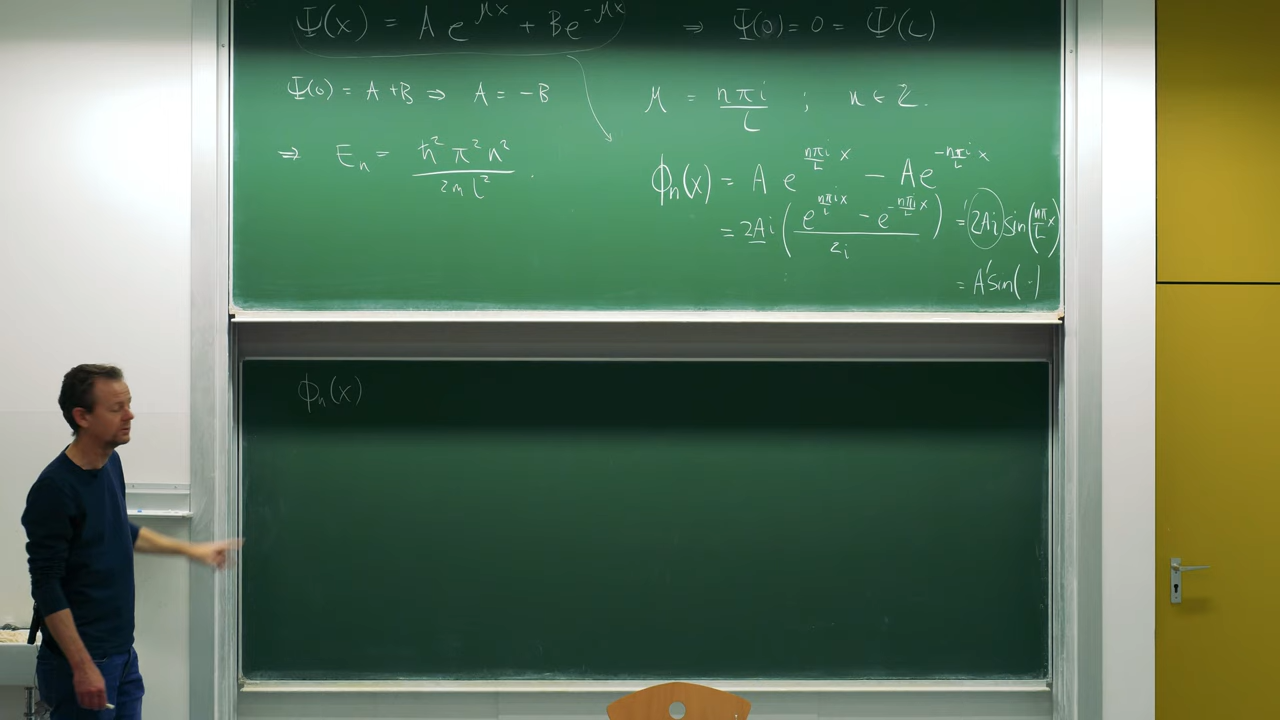 Ψ(x) = A e^{μx} + Be^{-μx} ⇒ Ψ(0) = 0 = Ψ(L)
Ψ(0) = A + B ⇒ A = -B
μ = nπi/L ; n ∈ ℤ.
⇒ E_n = ħ²π²n²/2mL² .
ϕ_n(x) = A e^{nπi/L x} - Ae^{-nπi/L x}
= 2Ai ( (e^{nπi/L x} - e^{-nπi/L x})/2i ) = 2Ai sin(nπ/L x)
= A' sin(·)
ϕ_n(x)